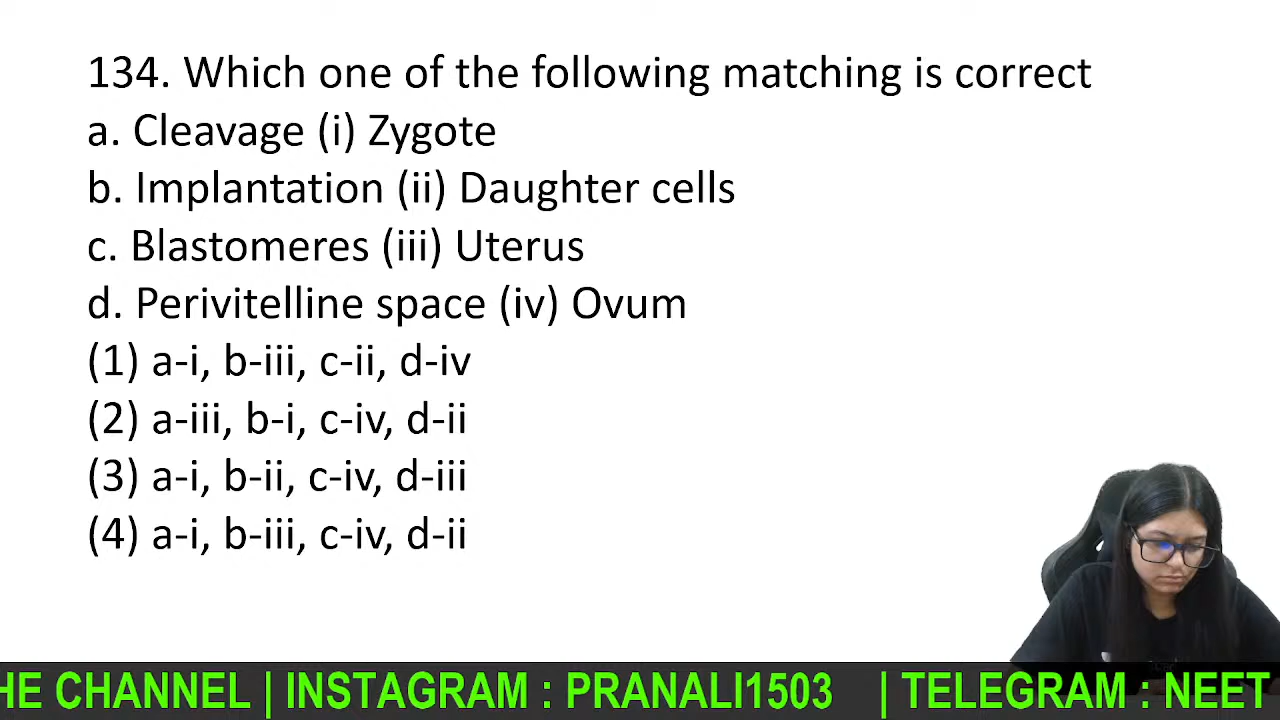 134. Which one of the following matching is correct
a. Cleavage (i) Zygote
b. Implantation (ii) Daughter cells
c. Blastomeres (iii) Uterus
d. Perivitelline space (iv) Ovum
(1) a-i, b-iii, c-ii, d-iv
(2) a-iii, b-i, c-iv, d-ii
(3) a-i, b-ii, c-iv, d-iii
(4) a-i, b-iii, c-iv, d-ii
HE CHANNEL | INSTAGRAM : PRANALI1503 | TELEGRAM : NEET